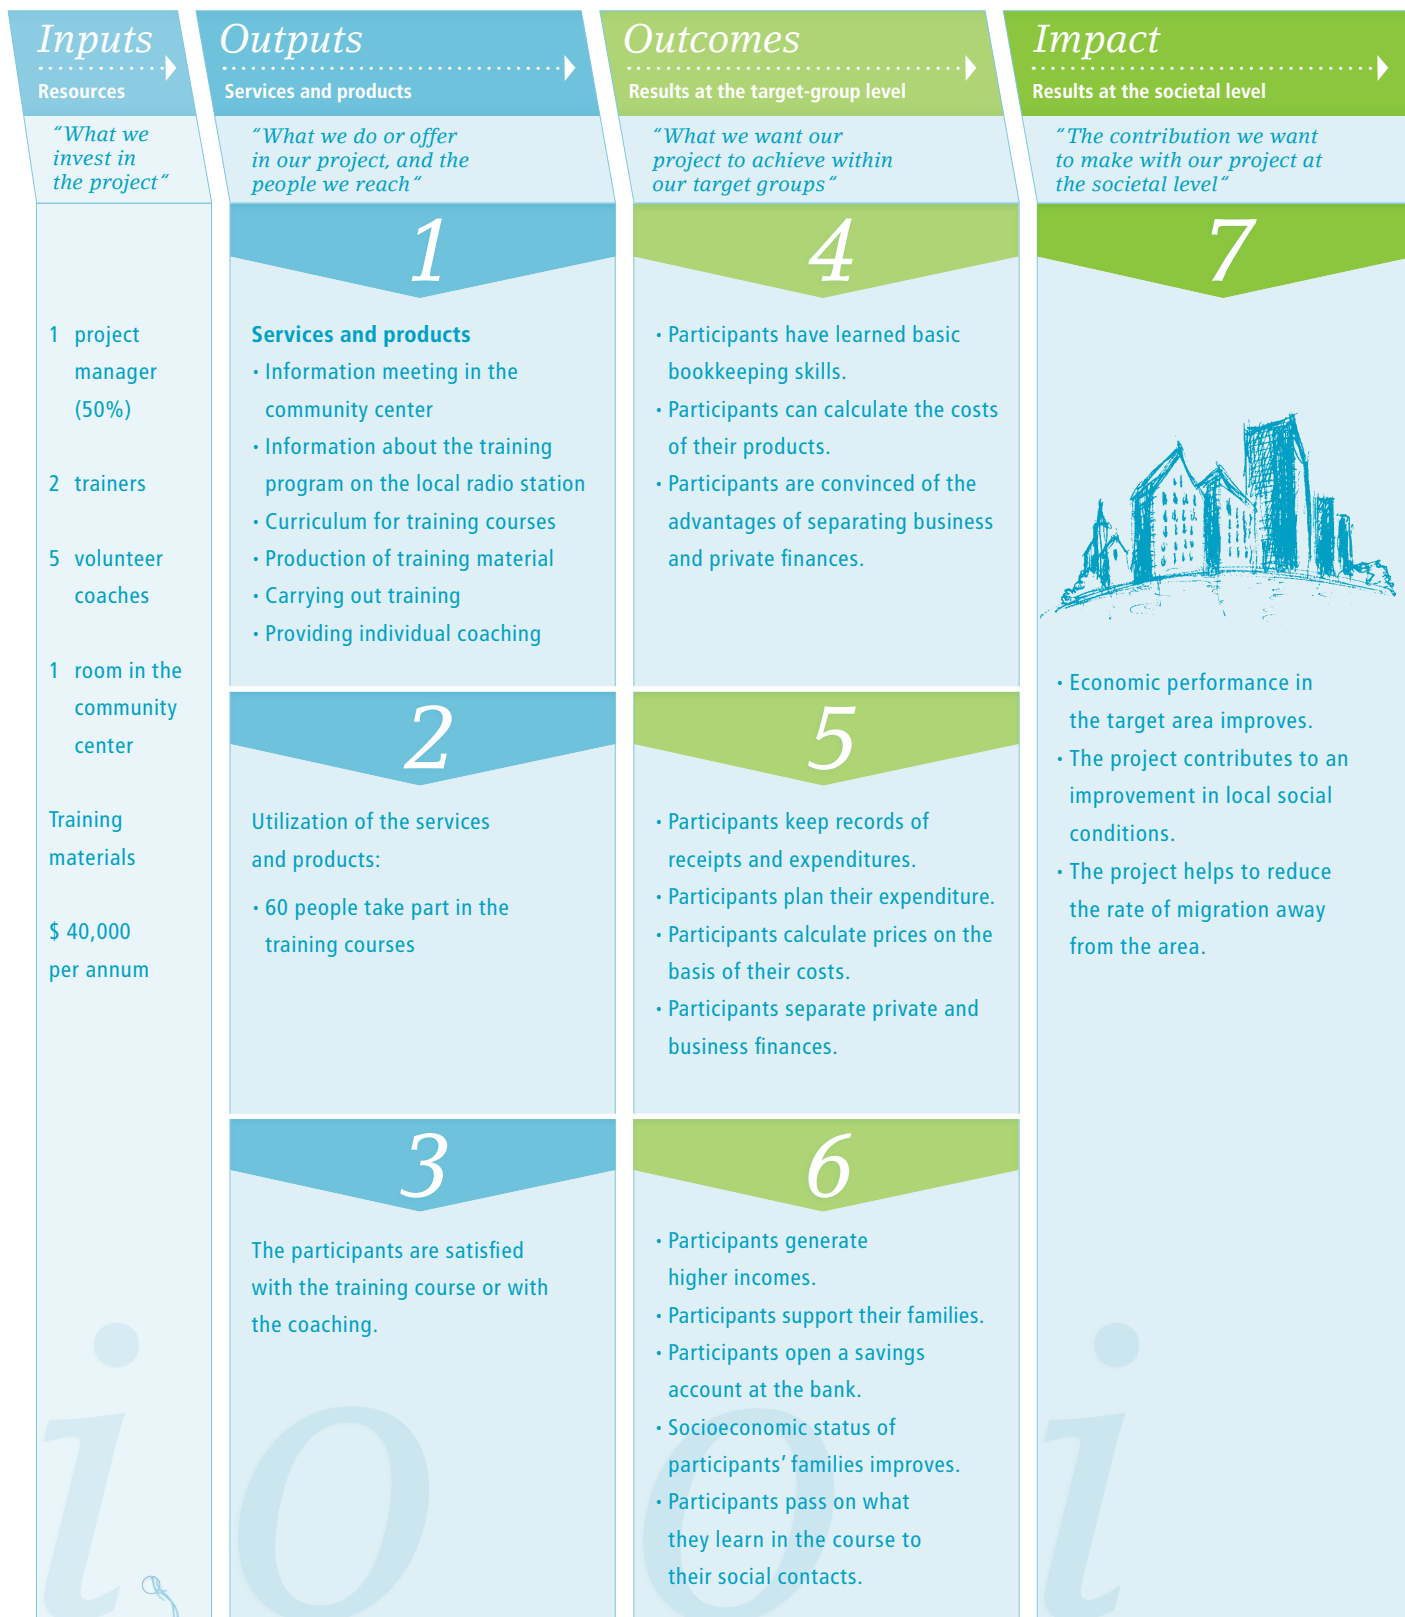 Inputs
Resources
“What we
invest in
the project“
1 project
manager
(50%)
2 trainers
5 volunteer
coaches
1 room in the
community
center
Training
materials
$ 40,000
per annum
Outputs
Services and products
“What we do or offer
in our project, and the
people we reach“
1
Services and products
· Information meeting in the
community center
· Information about the training
program on the local radio station
· Curriculum for training courses
· Production of training material
· Carrying out training
· Providing individual coaching
2
Utilization of the services
and products:
· 60 people take part in the
training courses
3
The participants are satisfied
with the training course or with
the coaching.
Outcomes
Results at the target-group level
“What we want our
project to achieve within
our target groups“
4
· Participants have learned basic
bookkeeping skills.
· Participants can calculate the costs
of their products.
· Participants are convinced of the
advantages of separating business
and private finances.
5
· Participants keep records of
receipts and expenditures.
· Participants plan their expenditure.
· Participants calculate prices on the
basis of their costs.
· Participants separate private and
business finances.
6
· Participants generate
higher incomes.
· Participants support their families.
· Participants open a savings
account at the bank.
· Socioeconomic status of
participants’ families improves.
· Participants pass on what
they learn in the course to
their social contacts.
Impact
Results at the societal level
“The contribution we want
to make with our project at
the societal level“
7
· Economic performance in
the target area improves.
· The project contributes to an
improvement in local social
conditions.
· The project helps to reduce
the rate of migration away
from the area.
i o o i